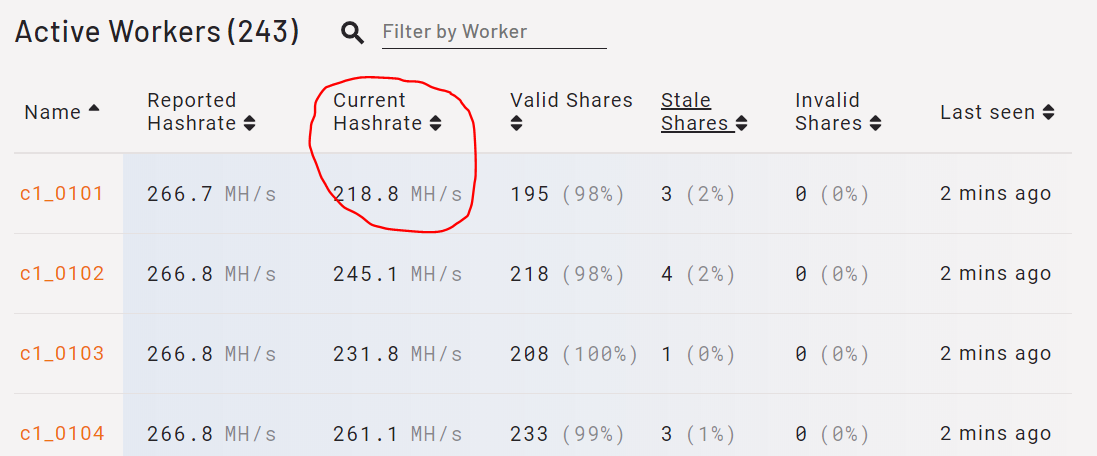 Active Workers (243) Filter by Worker
Name Reported Hashrate Current Hashrate Valid Shares Stale Shares Invalid Shares Last seen
c1_0101 266.7 MH/s 218.8 MH/s 195 (98%) 3 (2%) 0 (0%) 2 mins ago
c1_0102 266.8 MH/s 245.1 MH/s 218 (98%) 4 (2%) 0 (0%) 2 mins ago
c1_0103 266.8 MH/s 231.8 MH/s 208 (100%) 1 (0%) 0 (0%) 2 mins ago
c1_0104 266.8 MH/s 261.1 MH/s 233 (99%) 3 (1%) 0 (0%) 2 mins ago